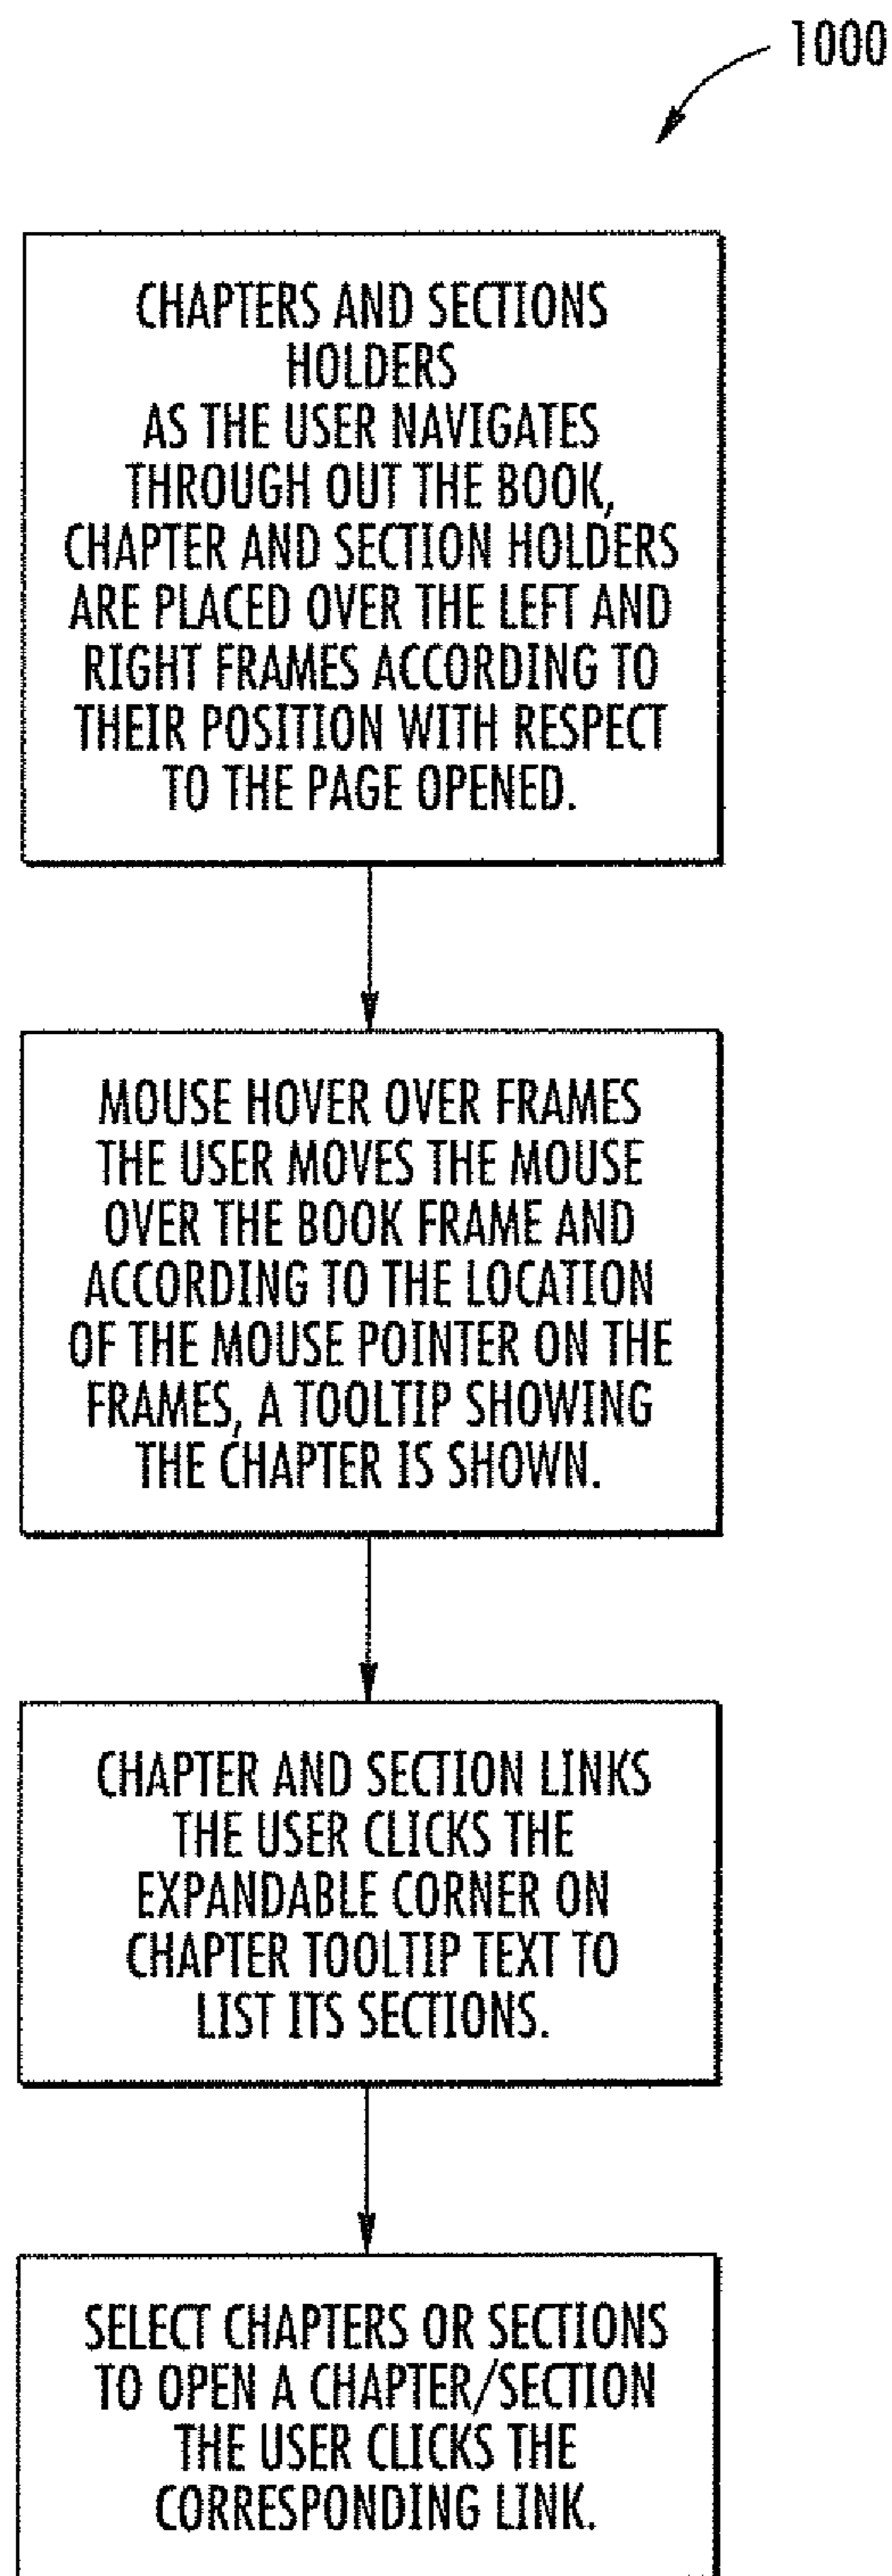 1000
CHAPTERS AND SECTIONS
HOLDERS
AS THE USER NAVIGATES
THROUGH OUT THE BOOK,
CHAPTER AND SECTION HOLDERS
ARE PLACED OVER THE LEFT AND
RIGHT FRAMES ACCORDING TO
THEIR POSITION WITH RESPECT
TO THE PAGE OPENED.
MOUSE HOVER OVER FRAMES
THE USER MOVES THE MOUSE
OVER THE BOOK FRAME AND
ACCORDING TO THE LOCATION
OF THE MOUSE POINTER ON THE
FRAMES, A TOOLTIP SHOWING
THE CHAPTER IS SHOWN.
CHAPTER AND SECTION LINKS
THE USER CLICKS THE
EXPANDABLE CORNER ON
CHAPTER TOOLTIP TEXT TO
LIST ITS SECTIONS.
SELECT CHAPTERS OR SECTIONS
TO OPEN A CHAPTER/SECTION
THE USER CLICKS THE
CORRESPONDING LINK.